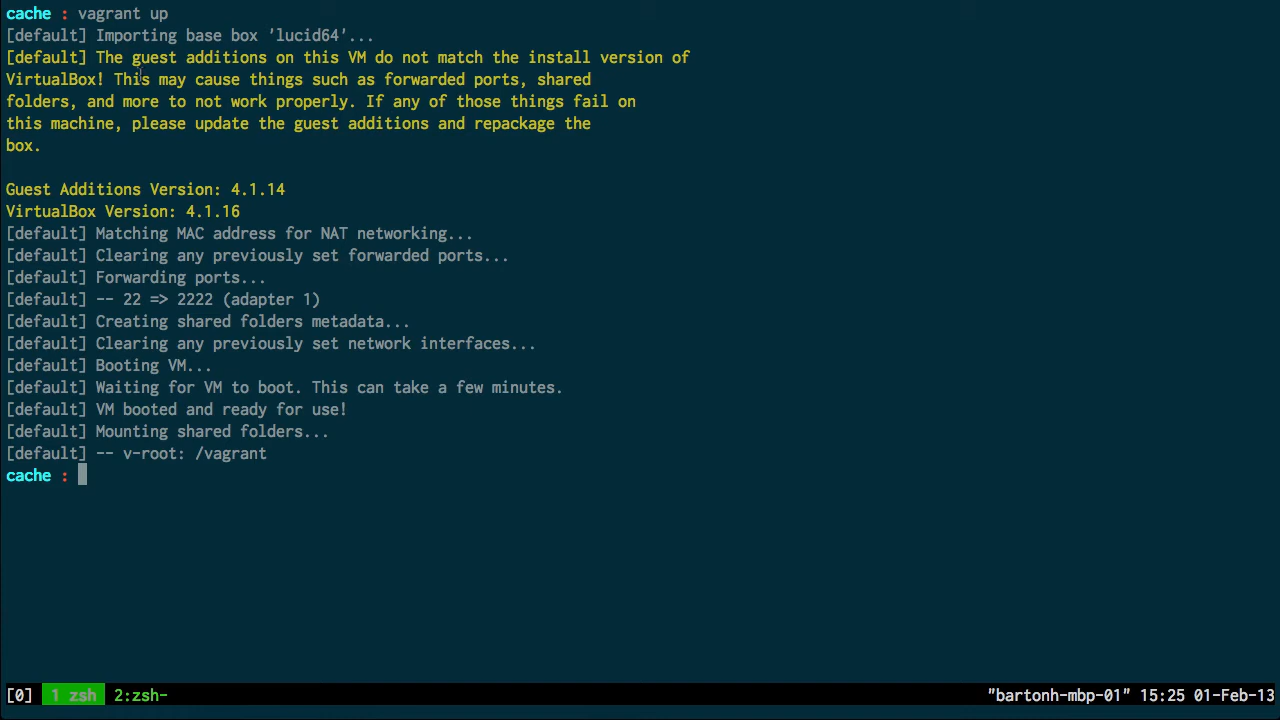 cache : vagrant up
[default] Importing base box 'lucid64'...
[default] The guest additions on this VM do not match the install version of
VirtualBox! This may cause things such as forwarded ports, shared
folders, and more to not work properly. If any of those things fail on
this machine, please update the guest additions and repackage the
box.

Guest Additions Version: 4.1.14
VirtualBox Version: 4.1.16
[default] Matching MAC address for NAT networking...
[default] Clearing any previously set forwarded ports...
[default] Forwarding ports...
[default] -- 22 => 2222 (adapter 1)
[default] Creating shared folders metadata...
[default] Clearing any previously set network interfaces...
[default] Booting VM...
[default] Waiting for VM to boot. This can take a few minutes.
[default] VM booted and ready for use!
[default] Mounting shared folders...
[default] -- v-root: /vagrant
cache :
[0] 1 zsh 2:zsh- "bartonh-mbp-01" 15:25 01-Feb-13